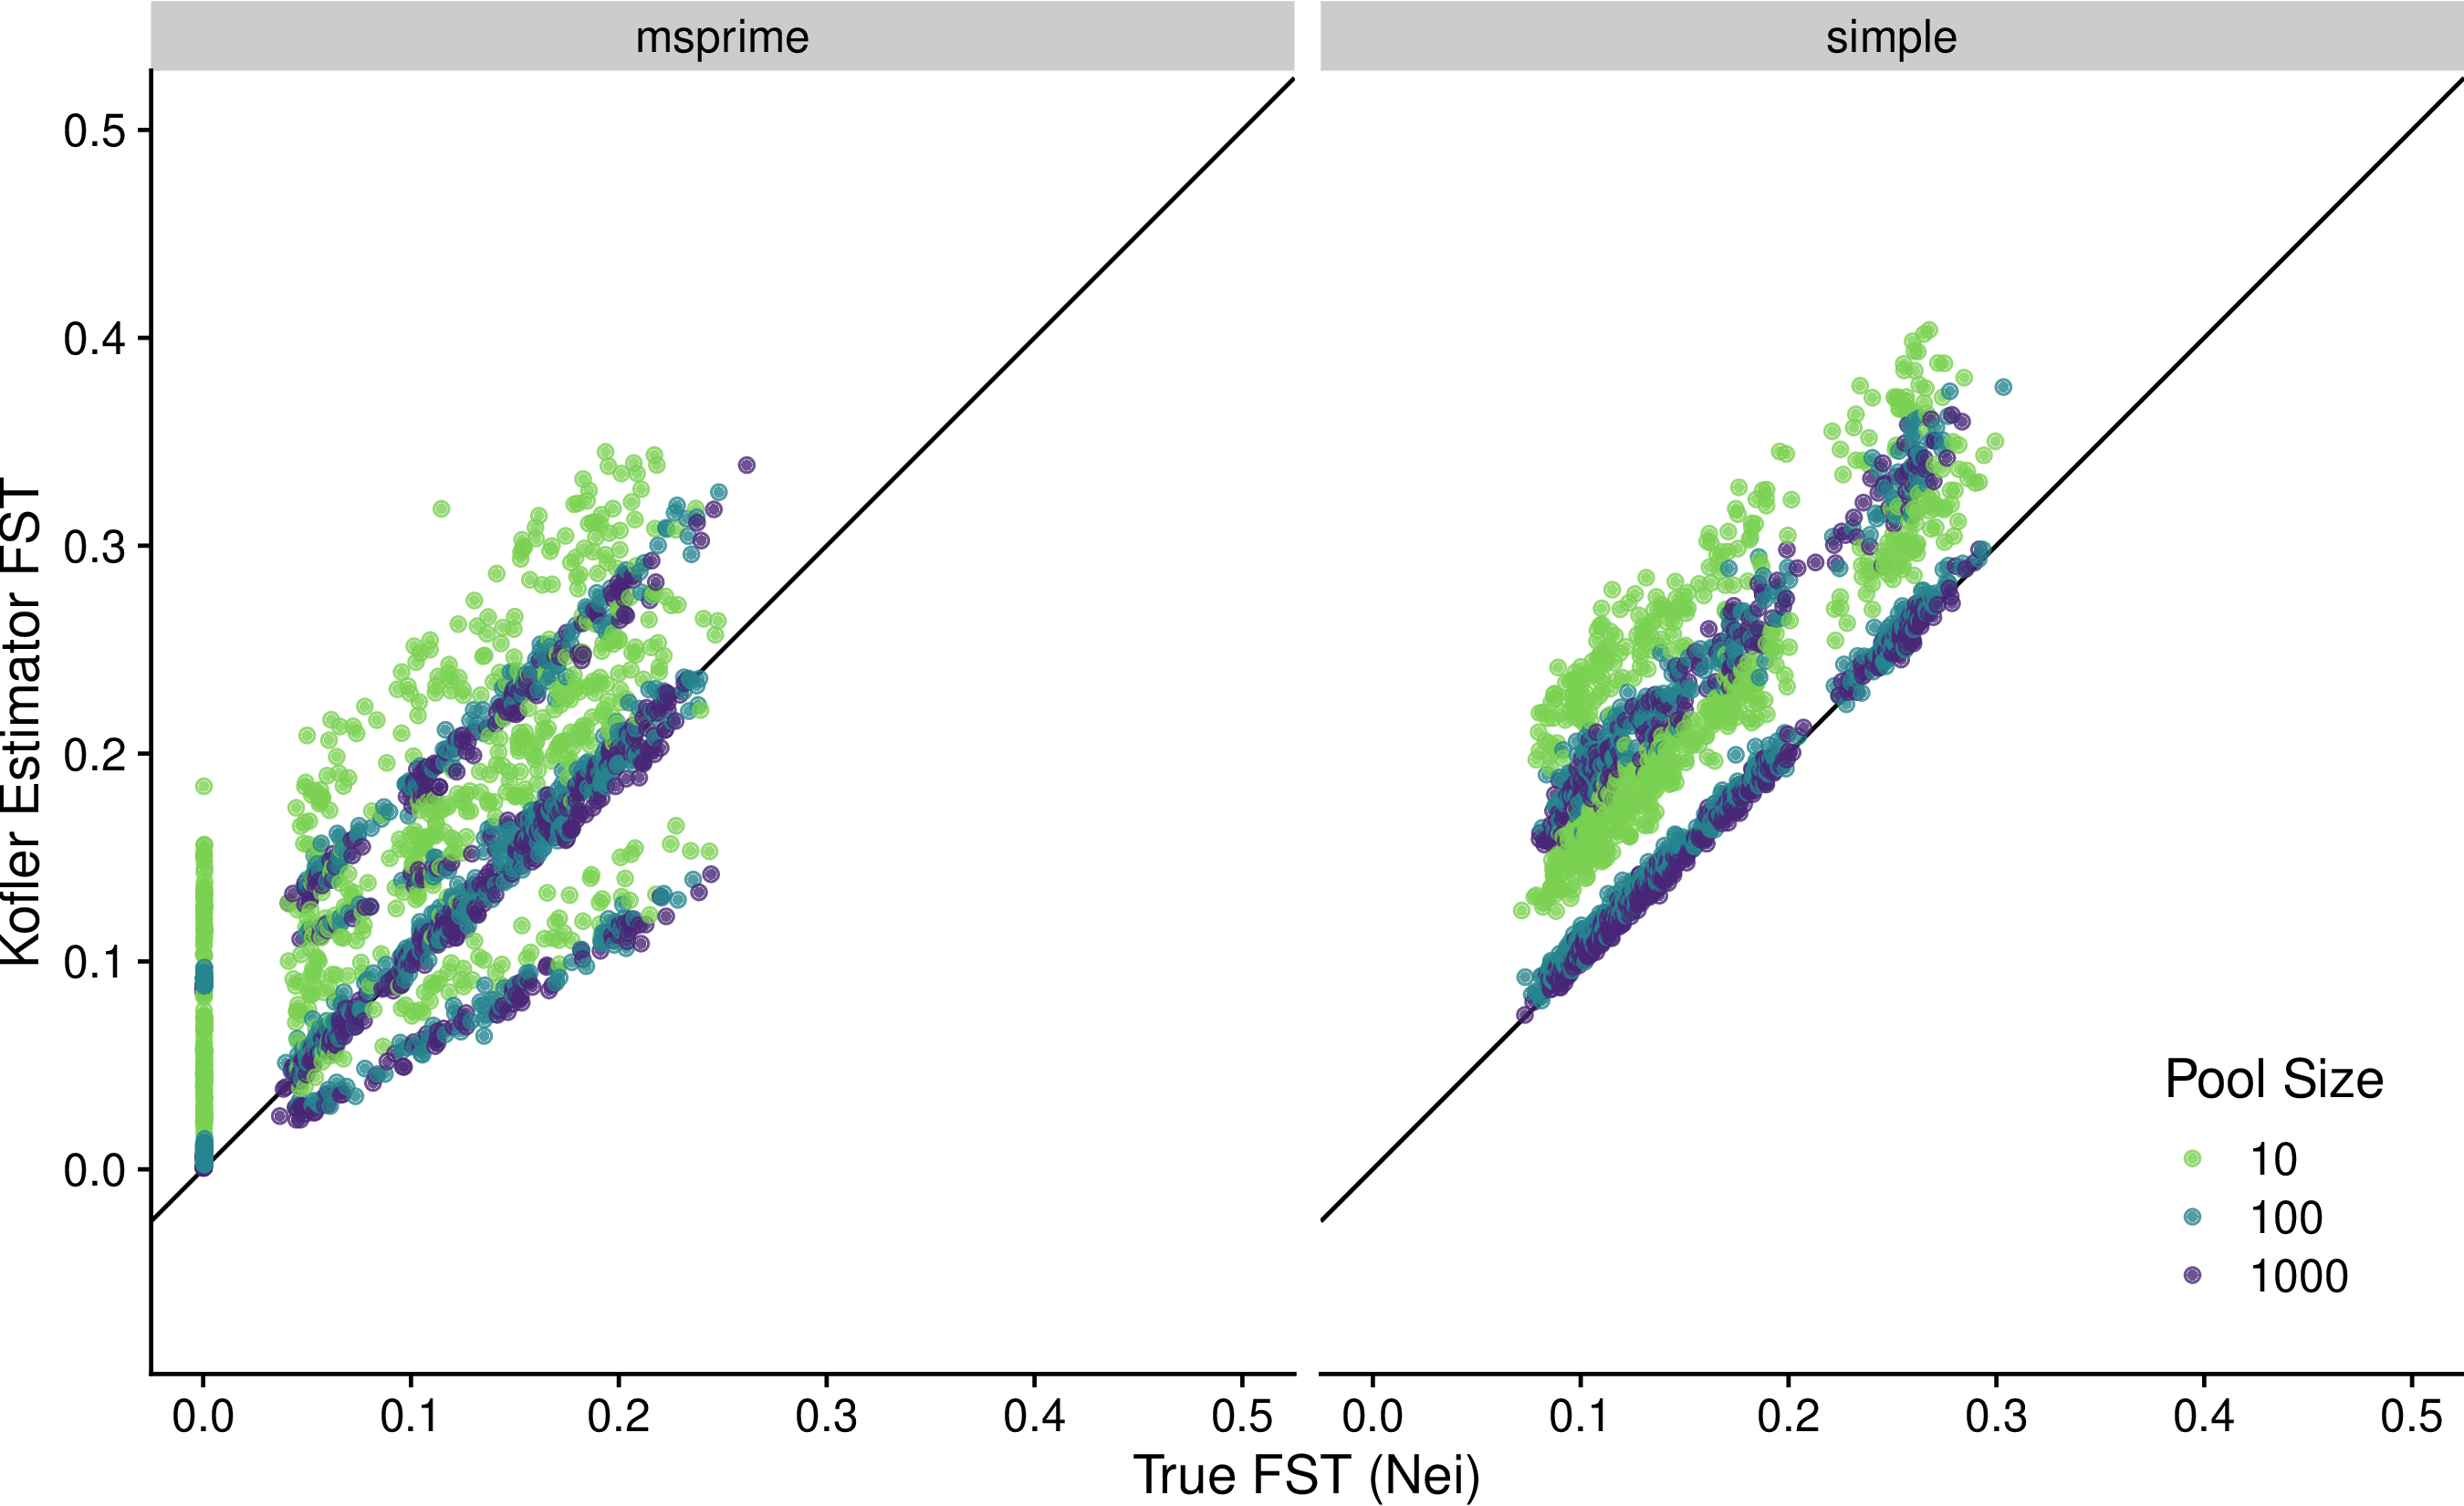 msprime
simple
Kofler Estimator FST
0.5
0.4
0.3
0.2
0.1
0.0
Pool Size
10
100
1000
0.0 0.1 0.2 0.3 0.4 0.5
0.0 0.1 0.2 0.3 0.4 0.5
True FST (Nei)